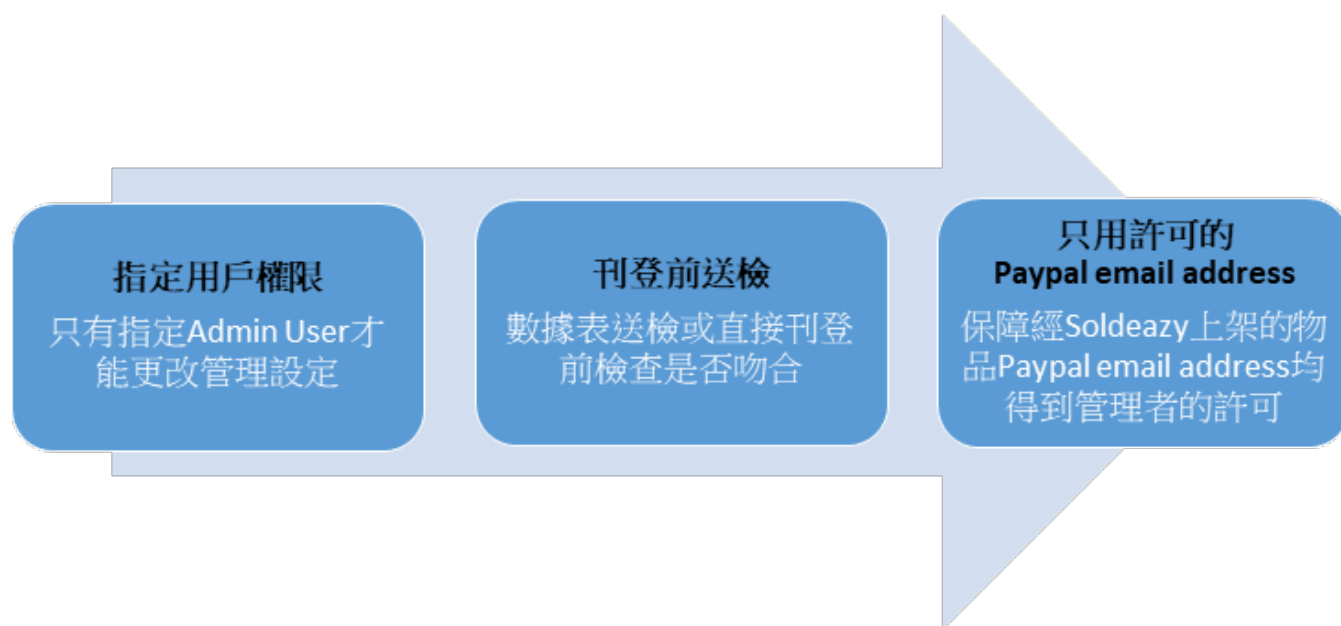 指定用戶權限
只有指定Admin User才
能更改管理設定
刊登前送檢
數據表送檢或直接刊登
前檢查是否吻合
只用許可的
Paypal email address
保障經Soldeazy上架的物
品Paypal email address均
得到管理者的許可